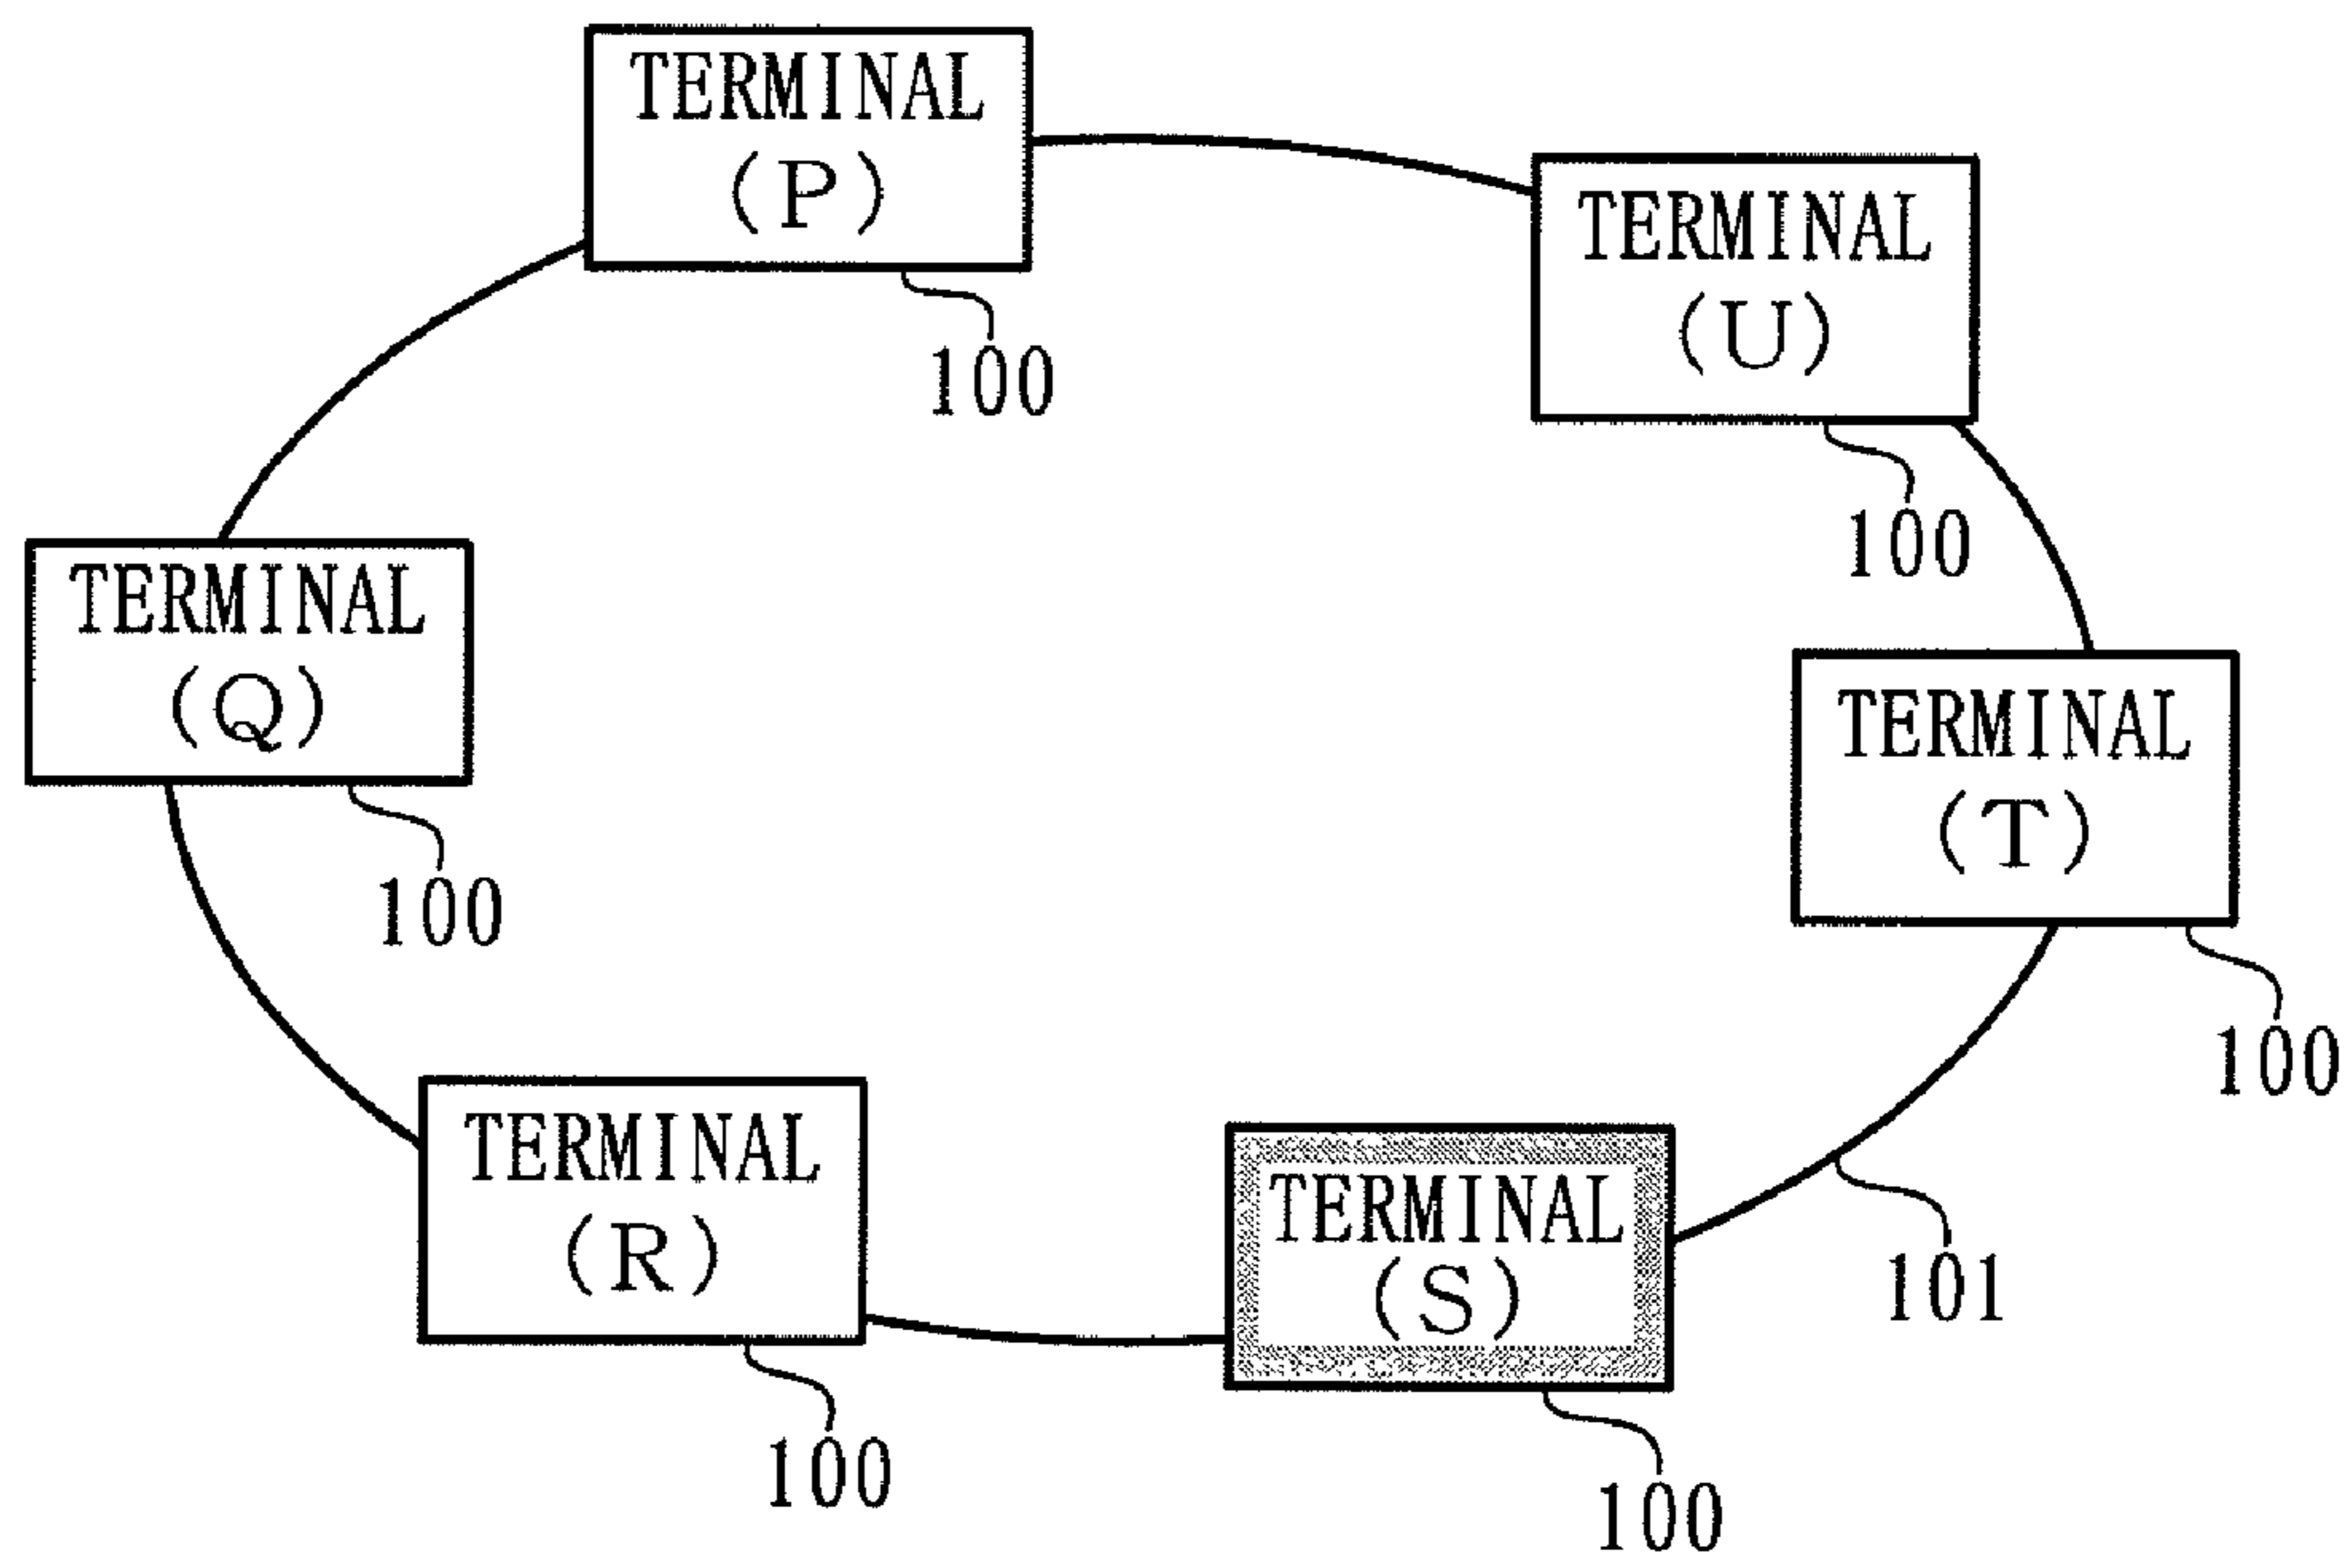 TERMINAL
(P)
100
TERMINAL
(U)
100
TERMINAL
(Q)
100
TERMINAL
(T)
100
TERMINAL
(R)
100
TERMINAL
(S)
100
101